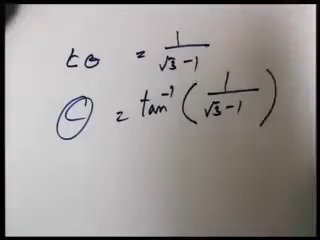 tθ = 1/(√3 - 1)
θ = tan⁻¹(1/(√3 - 1))